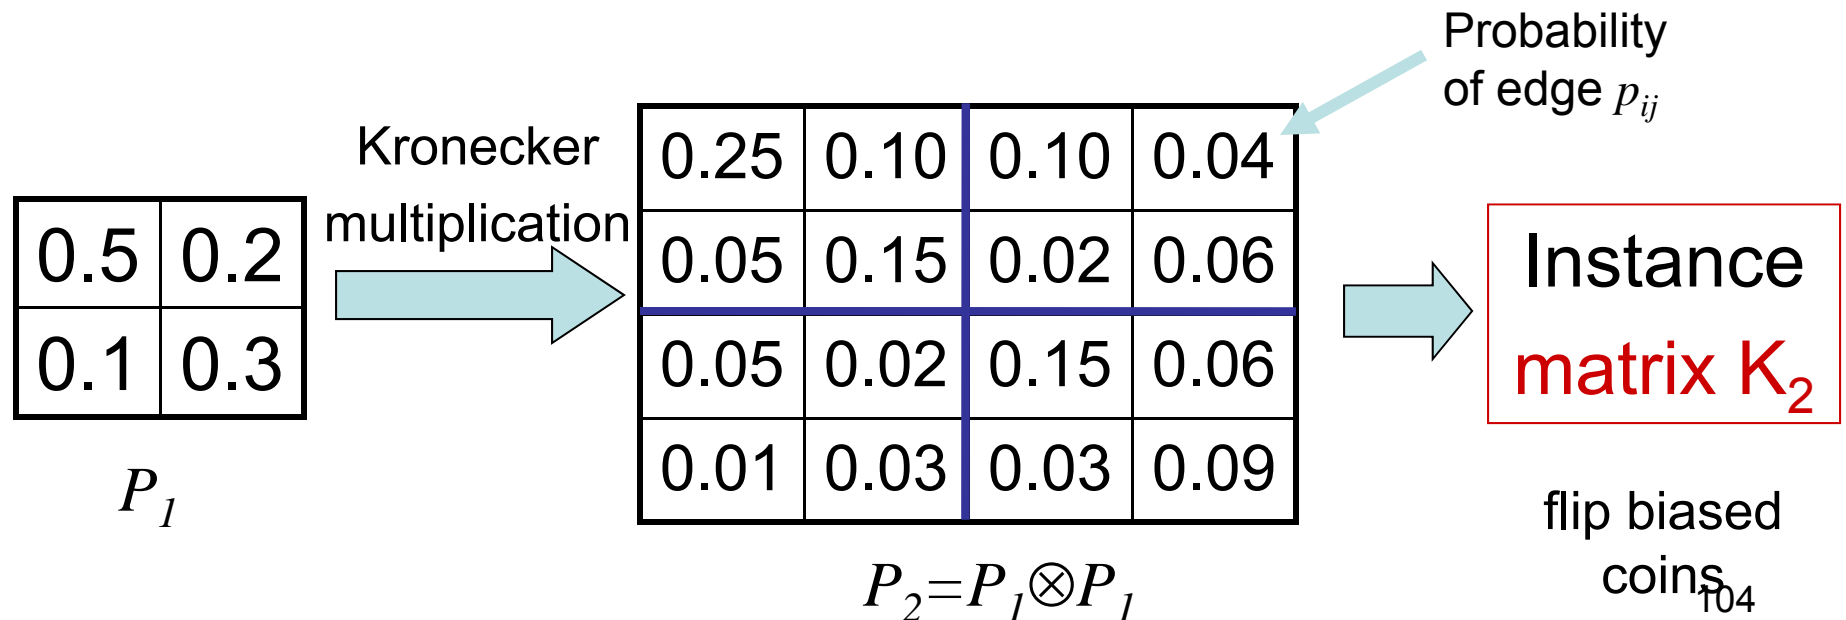 Probability
of edge pij
Kronecker
multiplication
0.5 0.2
0.1 0.3
P1
0.25 0.10 0.10 0.04
0.05 0.15 0.02 0.06
0.05 0.02 0.15 0.06
0.01 0.03 0.03 0.09
P2=P1⊗P1
Instance
matrix K2
flip biased
coins
104